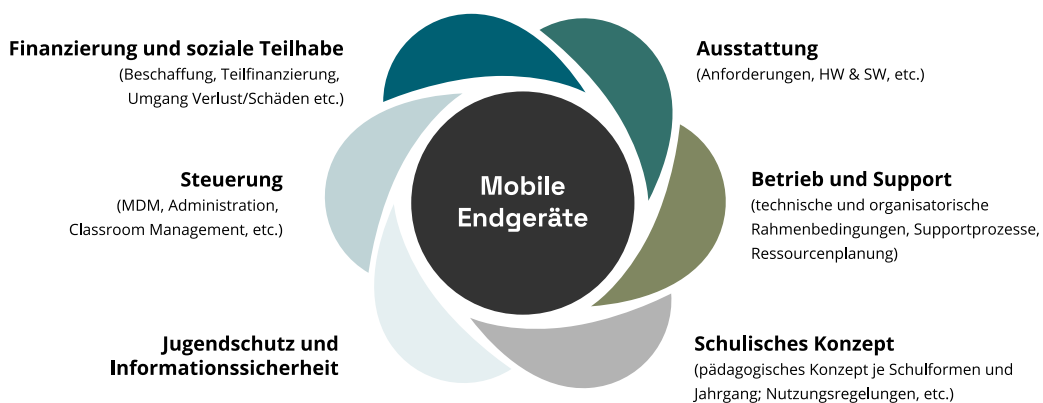 Finanzierung und soziale Teilhabe
(Beschaffung, Teilfinanzierung,
Umgang Verlust/Schäden etc.)
Ausstattung
(Anforderungen, HW & SW, etc.)
Steuerung
(MDM, Administration,
Classroom Management, etc.)
Mobile
Endgeräte
Betrieb und Support
(technische und organisatorische
Rahmenbedingungen, Supportprozesse,
Ressourcenplanung)
Jugendschutz und
Informationssicherheit
Schulisches Konzept
(pädagogisches Konzept je Schulformen und
Jahrgang; Nutzungsregelungen, etc.)